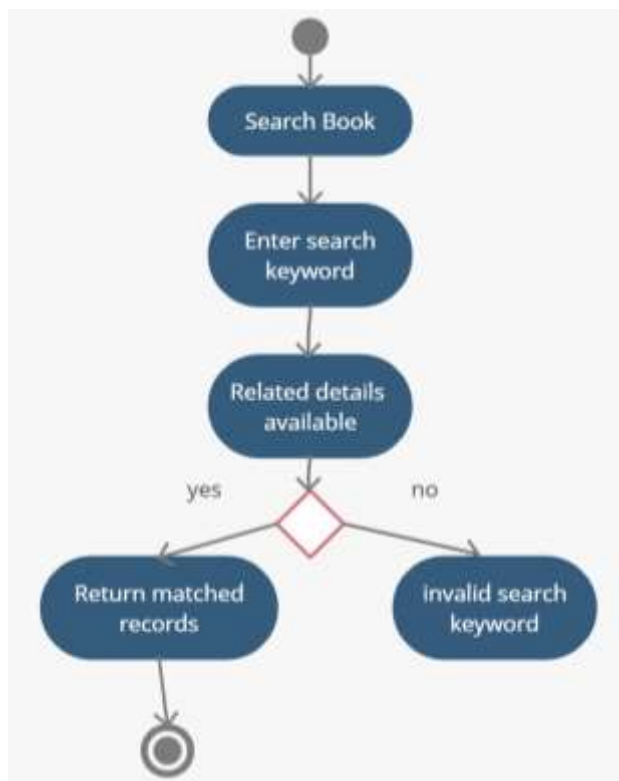 Search Book
Enter search
keyword
Related details
available
yes
no
Return matched
records
invalid search
keyword